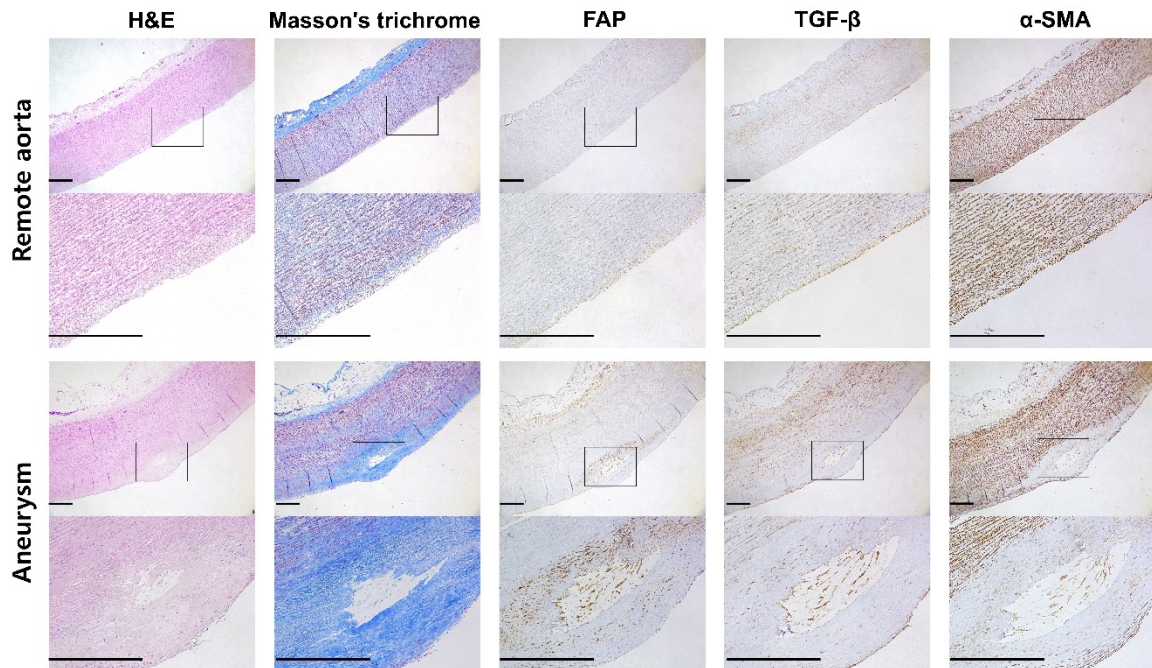 H&E Masson's trichrome FAP TGF-β α-SMA
Remote aorta
Aneurysm